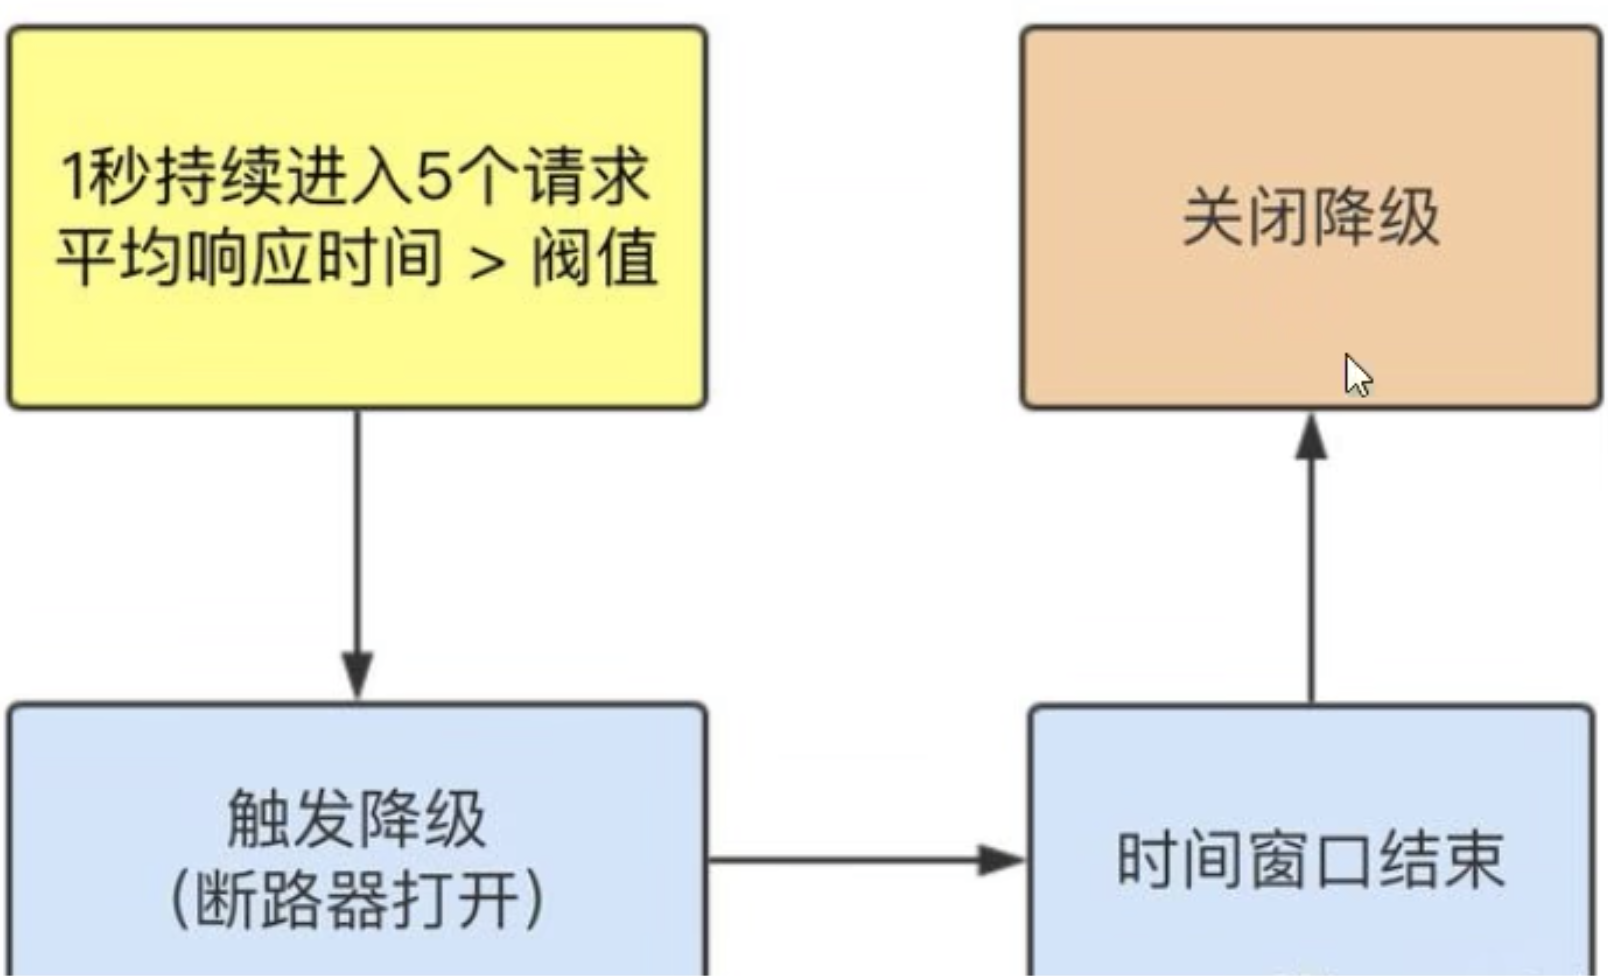 1秒持续进入5个请求
平均响应时间 > 阀值
关闭降级
触发降级
(断路器打开)
时间窗口结束